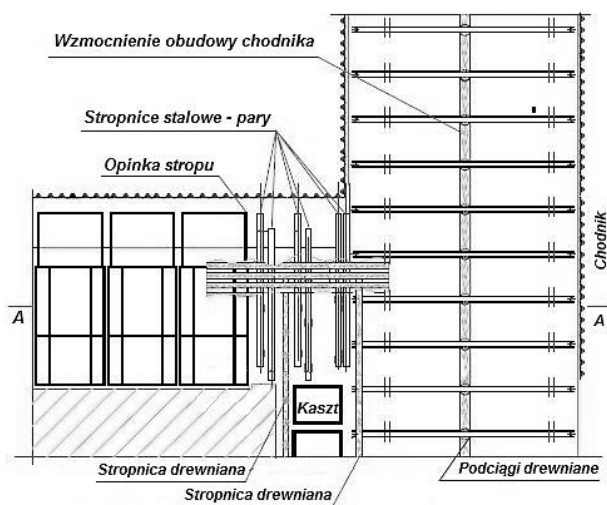 Wzmocnienie obudowy chodnika
Stropnice stalowe - pary
Opinka stropu
Chodnik
A
A
Kaszt
Stropnica drewniana
Podciągi drewniane
Stropnica drewniana